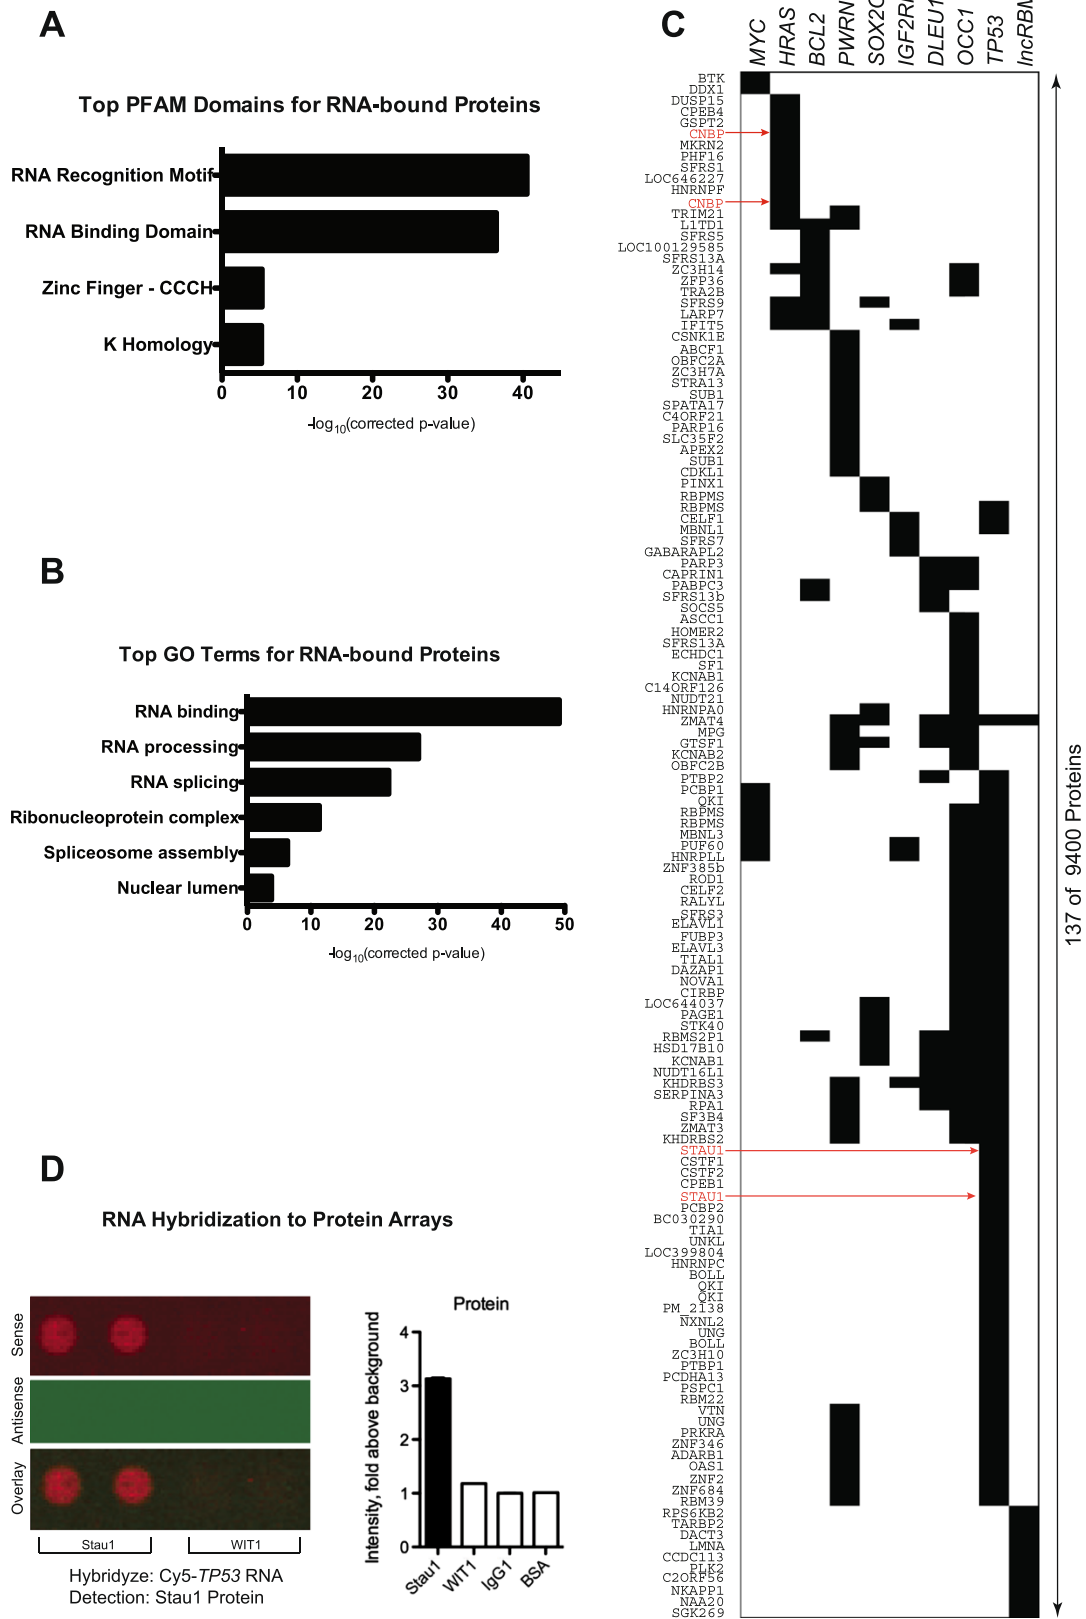 A
Top PFAM Domains for RNA-bound Proteins
RNA Recognition Motif
RNA Binding Domain
Zinc Finger - CCCH
K Homology
0 10 20 30 40
-log10(corrected p-value)
B
Top GO Terms for RNA-bound Proteins
RNA binding
RNA processing
RNA splicing
Ribonucleoprotein complex
Spliceosome assembly
Nuclear lumen
0 10 20 30 40 50
-log10(corrected p-value)
C
MYC
HRAS
BCL2
PWRN
DLEU1
OCC1
TP53
BTK
DDX1
DUSP15
CPEB4
GSPT2
CNBP
MKRN2
PHF16
SFRS1
LOC646227
HNRNPF
CNBP
TRIM21
L1TD1
SFRS5
LOC100129585
SFRS13A
ZC3H14
ZFP36
TRA2B
SFRS9
LARP7
IFIT5
CSNK1E
ABCF1
OBFC2A
ZC3H7A
STRA13
SUB1
SPATA17
C4ORF21
PARP16
SLC35F2
APEX2
SUB1
CDKL1
PINX1
RBPMS
RBPMS
CELF1
MBNL1
SFRS7
GABARAPL2
PARP3
CAPRIN1
PABPC3
SFRS13b
SOCS5
ASCC1
HOMER2
SFRS13A
ECHDC1
SF1
KCNAB1
C14ORF126
NUDT21
HNRNPA0
ZMAT4
MPG
GTSF1
KCNAB2
OBFC2B
PTBP2
PCBP1
QKI
RBPMS
RBPMS
MBNL3
PUF60
HNRPLL
ZNF385b
ROD1
CELF2
RALYL
SFRS3
ELAVL1
FUBP3
ELAVL3
TIAL1
DAZAP1
NOVA1
CIRBP
LOC644037
PAGE1
STK40
RBMS2P1
HSD17B10
KCNAB1
NUDT16L1
KHDRBS3
SERPINA3
RPA1
SF3B4
ZMAT3
KHDRBS2
STAU1
CSTF1
CSTF2
CPEB1
STAU1
PCBP2
BC030290
TIA1
UNKL
LOC399804
HNRNPC
BOLL
QKI
QKI
PM_2138
NXNL2
UNG
BOLL
ZC3H10
PTBP1
PCDHA13
PSPC1
RBM22
VTN
UNG
PRKRA
ZNF346
ADARB1
OAS1
ZNF2
ZNF684
RBM39
RPS6KB2
TARBP2
DACT3
LMNA
CCDC113
PLK2
C2ORF56
NKAPP1
NAA20
SGK269
137 of 9400 Proteins
D
RNA Hybridization to Protein Arrays
Sense
Antisense
Overlay
Stau1 WIT1
Hybridyze: Cy5-TP53 RNA
Detection: Stau1 Protein
Protein
Intensity, fold above background
4
3
2
1
0
Stau1 WIT1 IgG1 BSA